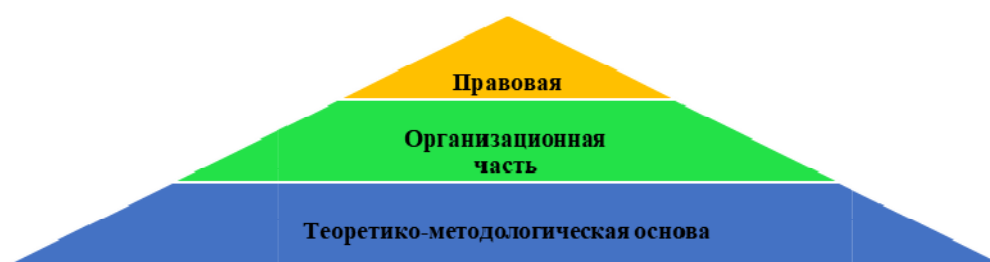 Правовая
Организационная
часть
Теоретико-методологическая основа